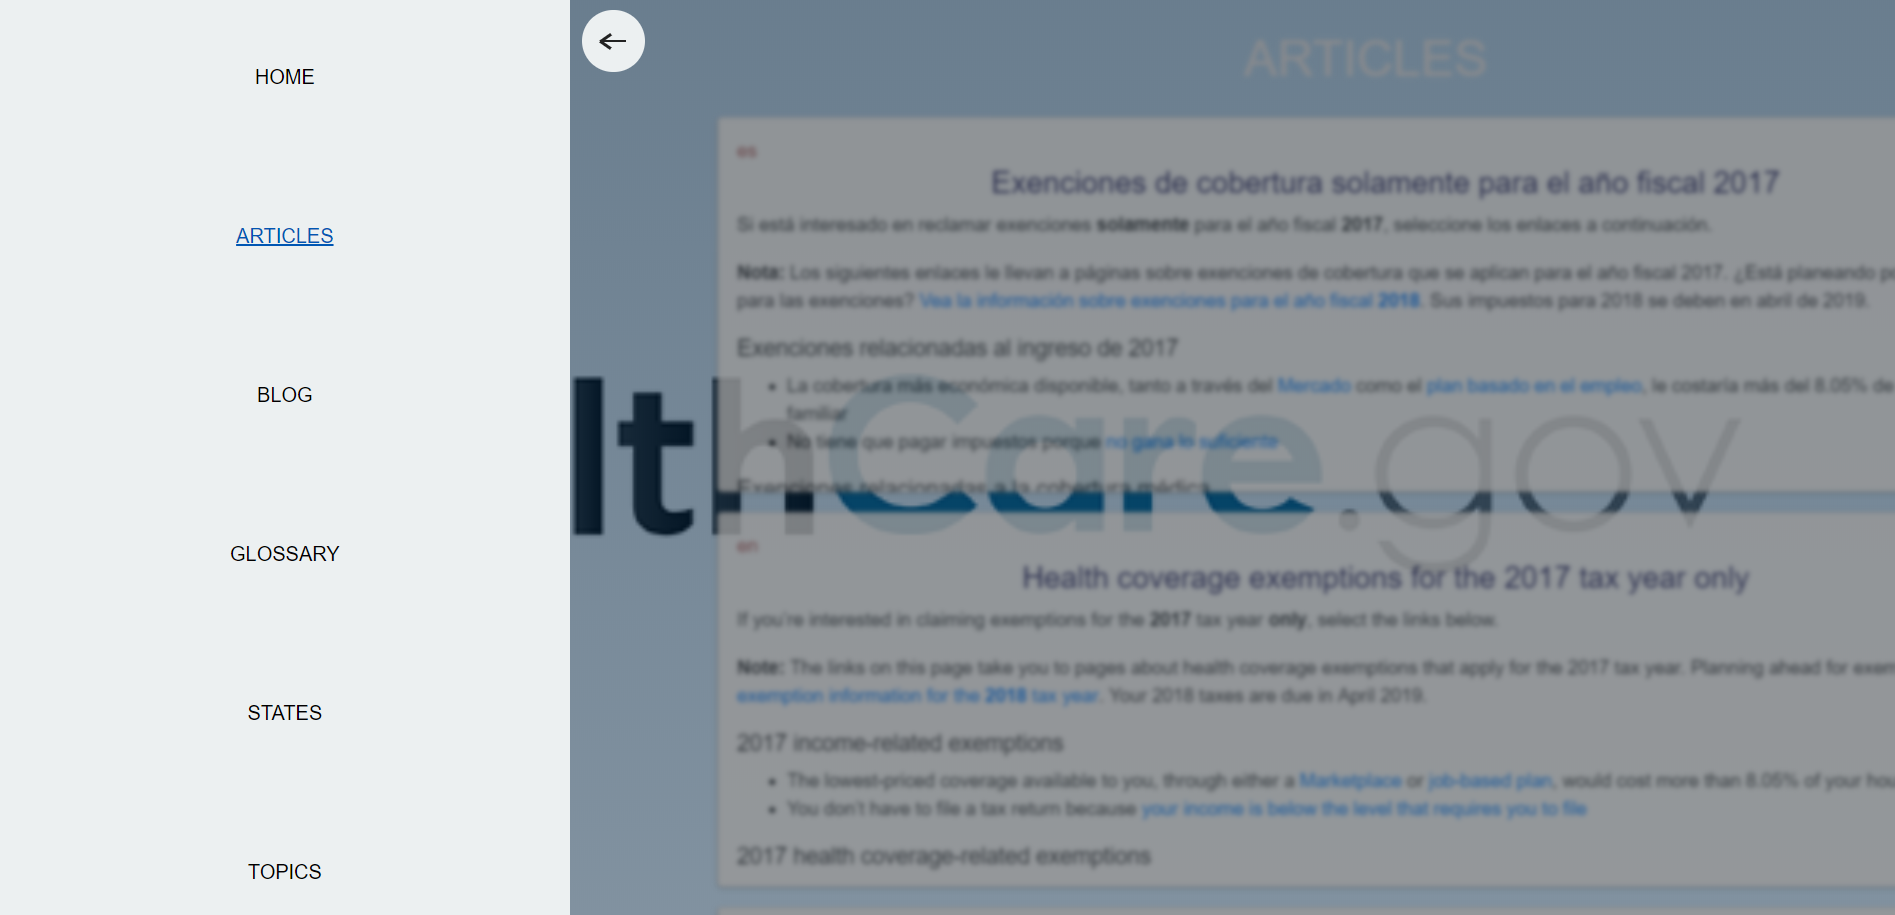 HOME
ARTICLES
BLOG
GLOSSARY
STATES
TOPICS
ARTICLES
es
Exenciones de cobertura solamente para el año fiscal 2017
Si está interesado en reclamar exenciones solamente para el año fiscal 2017, seleccione los enlaces a continuación.
Nota: Los siguientes enlaces le llevan a páginas sobre exenciones de cobertura que se aplican para el año fiscal 2017. ¿Está planeando
para las exenciones? Vea la información sobre exenciones para el año fiscal 2018. Sus impuestos para 2018 se deben en abril de 2019.
Exenciones relacionadas al ingreso de 2017
• La cobertura más económica disponible, tanto a través del Mercado como el plan basado en el empleo, le costaría más del 8.05% de
familiar
• No tiene que pagar impuestos porque no gana lo suficiente
Exenciones relacionadas a la cobertura médica
lthCare.gov
en
Health coverage exemptions for the 2017 tax year only
If you're interested in claiming exemptions for the 2017 tax year only, select the links below.
Note: The links on this page take you to pages about health coverage exemptions that apply for the 2017 tax year. Planning ahead for
exemption information for the 2018 tax year. Your 2018 taxes are due in April 2019.
2017 income-related exemptions
• The lowest-priced coverage available to you, through either a Marketplace or job-based plan, would cost more than 8.05% of your
• You don't have to file a tax return because your income is below the level that requires you to file
2017 health coverage-related exemptions